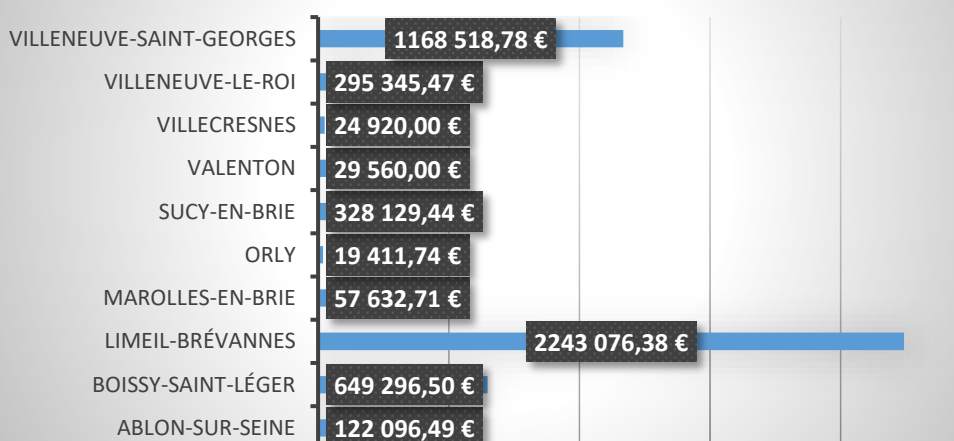 VILLENEUVE-SAINT-GEORGES 1168 518,78 €
VILLENEUVE-LE-ROI 295 345,47 €
VILLECRESNES 24 920,00 €
VALENTON 29 560,00 €
SUCY-EN-BRIE 328 129,44 €
ORLY 19 411,74 €
MAROLLES-EN-BRIE 57 632,71 €
LIMEIL-BRÉVANNES 2243 076,38 €
BOISSY-SAINT-LÉGER 649 296,50 €
ABLON-SUR-SEINE 122 096,49 €